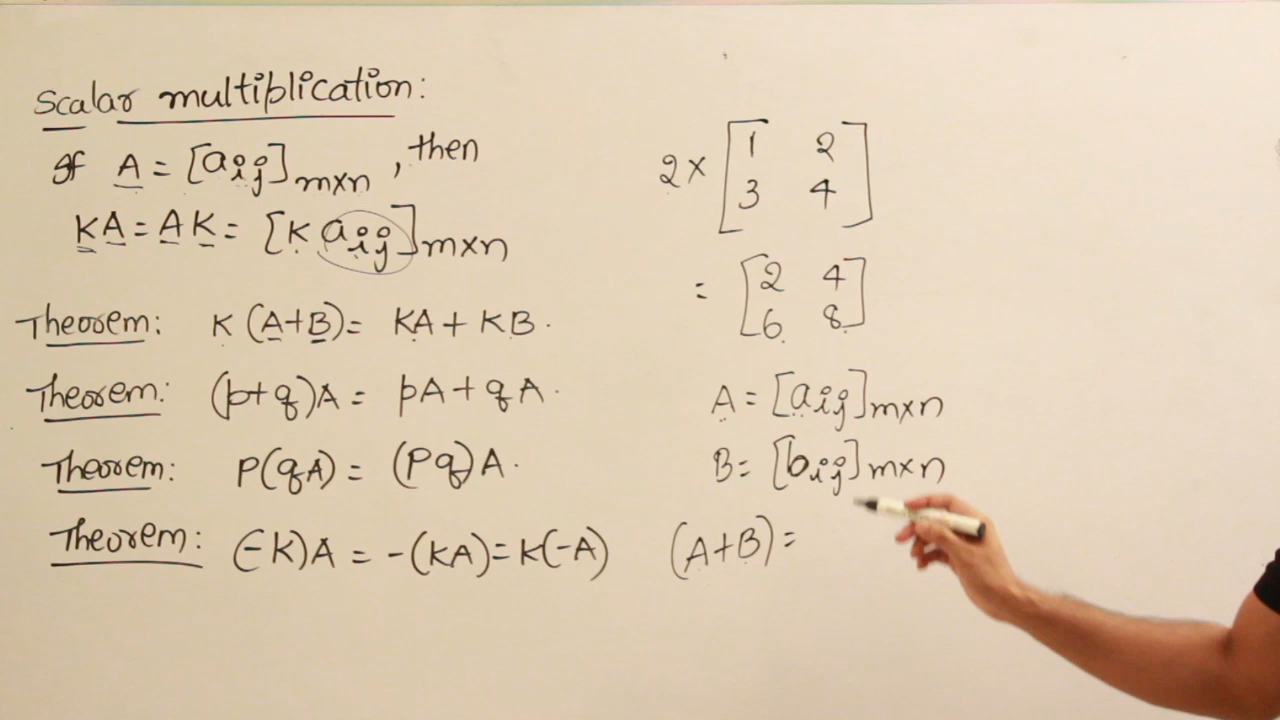 Scalar multiplication:
If A = [aij]m×n , then
KA = AK = [K aij]m×n
Theorem: K (A+B) = KA + KB.
Theorem: (p+q)A = pA + qA.
Theorem: P(qA) = (Pq)A.
Theorem: (-K)A = -(KA) = K(-A)
2× [1 2
3 4]
= [2 4
6 8]
A = [aij]m×n
B = [bij]m×n
(A+B) =